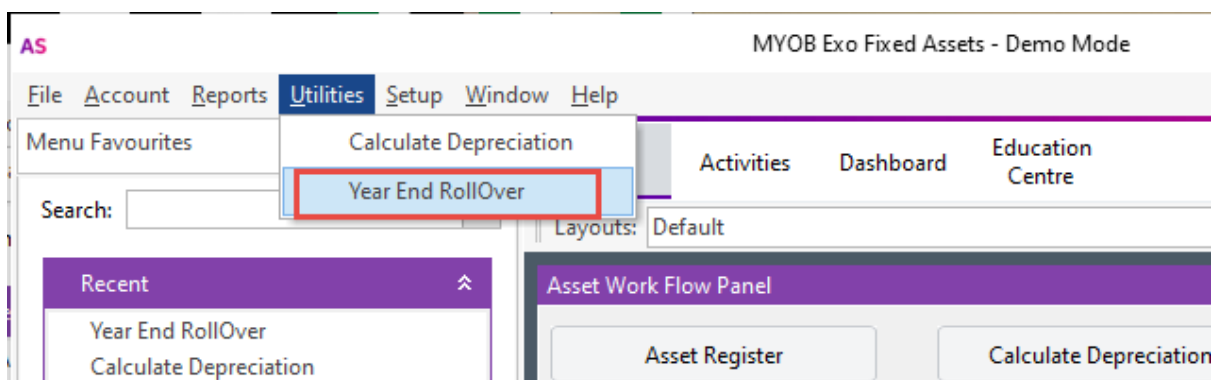 AS
MYOB Exo Fixed Assets - Demo Mode
File Account Reports Utilities Setup Window Help
Menu Favourites
Calculate Depreciation
Year End RollOver
Activities
Dashboard
Education
Centre
Search:
Layouts: Default
Recent
Year End RollOver
Calculate Depreciation
Asset Work Flow Panel
Asset Register
Calculate Depreciation